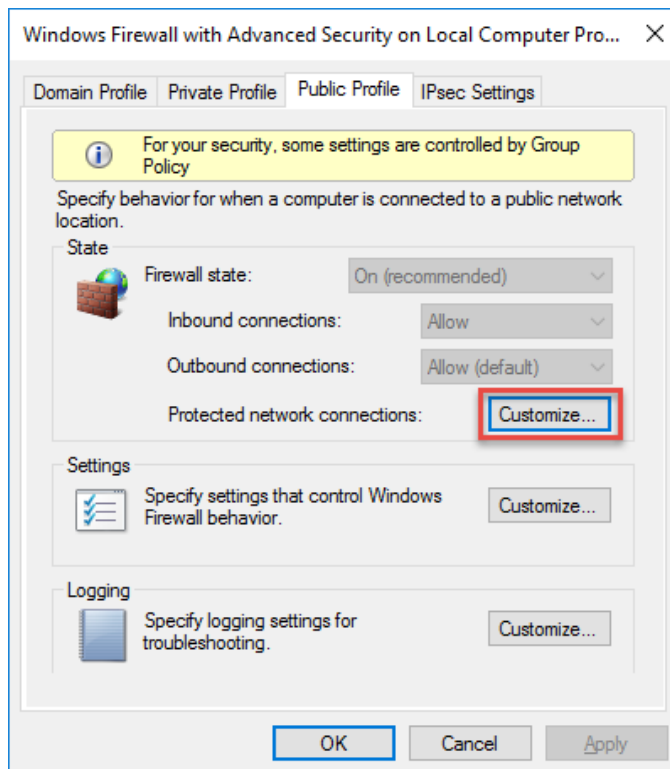 Windows Firewall with Advanced Security on Local Computer Pro...
Domain Profile Private Profile Public Profile IPsec Settings
For your security, some settings are controlled by Group
Policy
Specify behavior for when a computer is connected to a public network
location.
State
Firewall state: On (recommended)
Inbound connections: Allow
Outbound connections: Allow (default)
Protected network connections: Customize...
Settings
Specify settings that control Windows
Firewall behavior.
Customize...
Logging
Specify logging settings for
troubleshooting.
Customize...
OK Cancel Apply